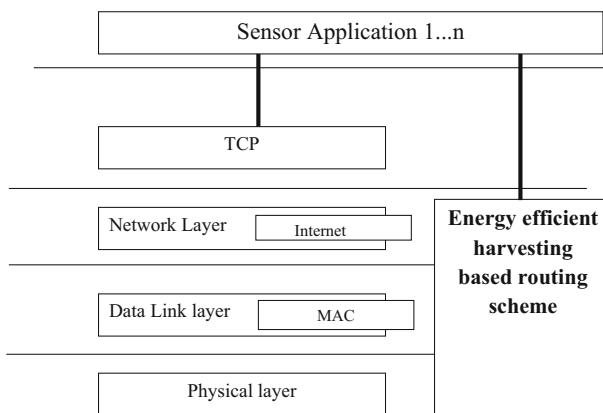 Sensor Application 1...n
TCP
Network Layer
Internet
Energy efficient
harvesting
based routing
scheme
Data Link layer
MAC
Physical layer